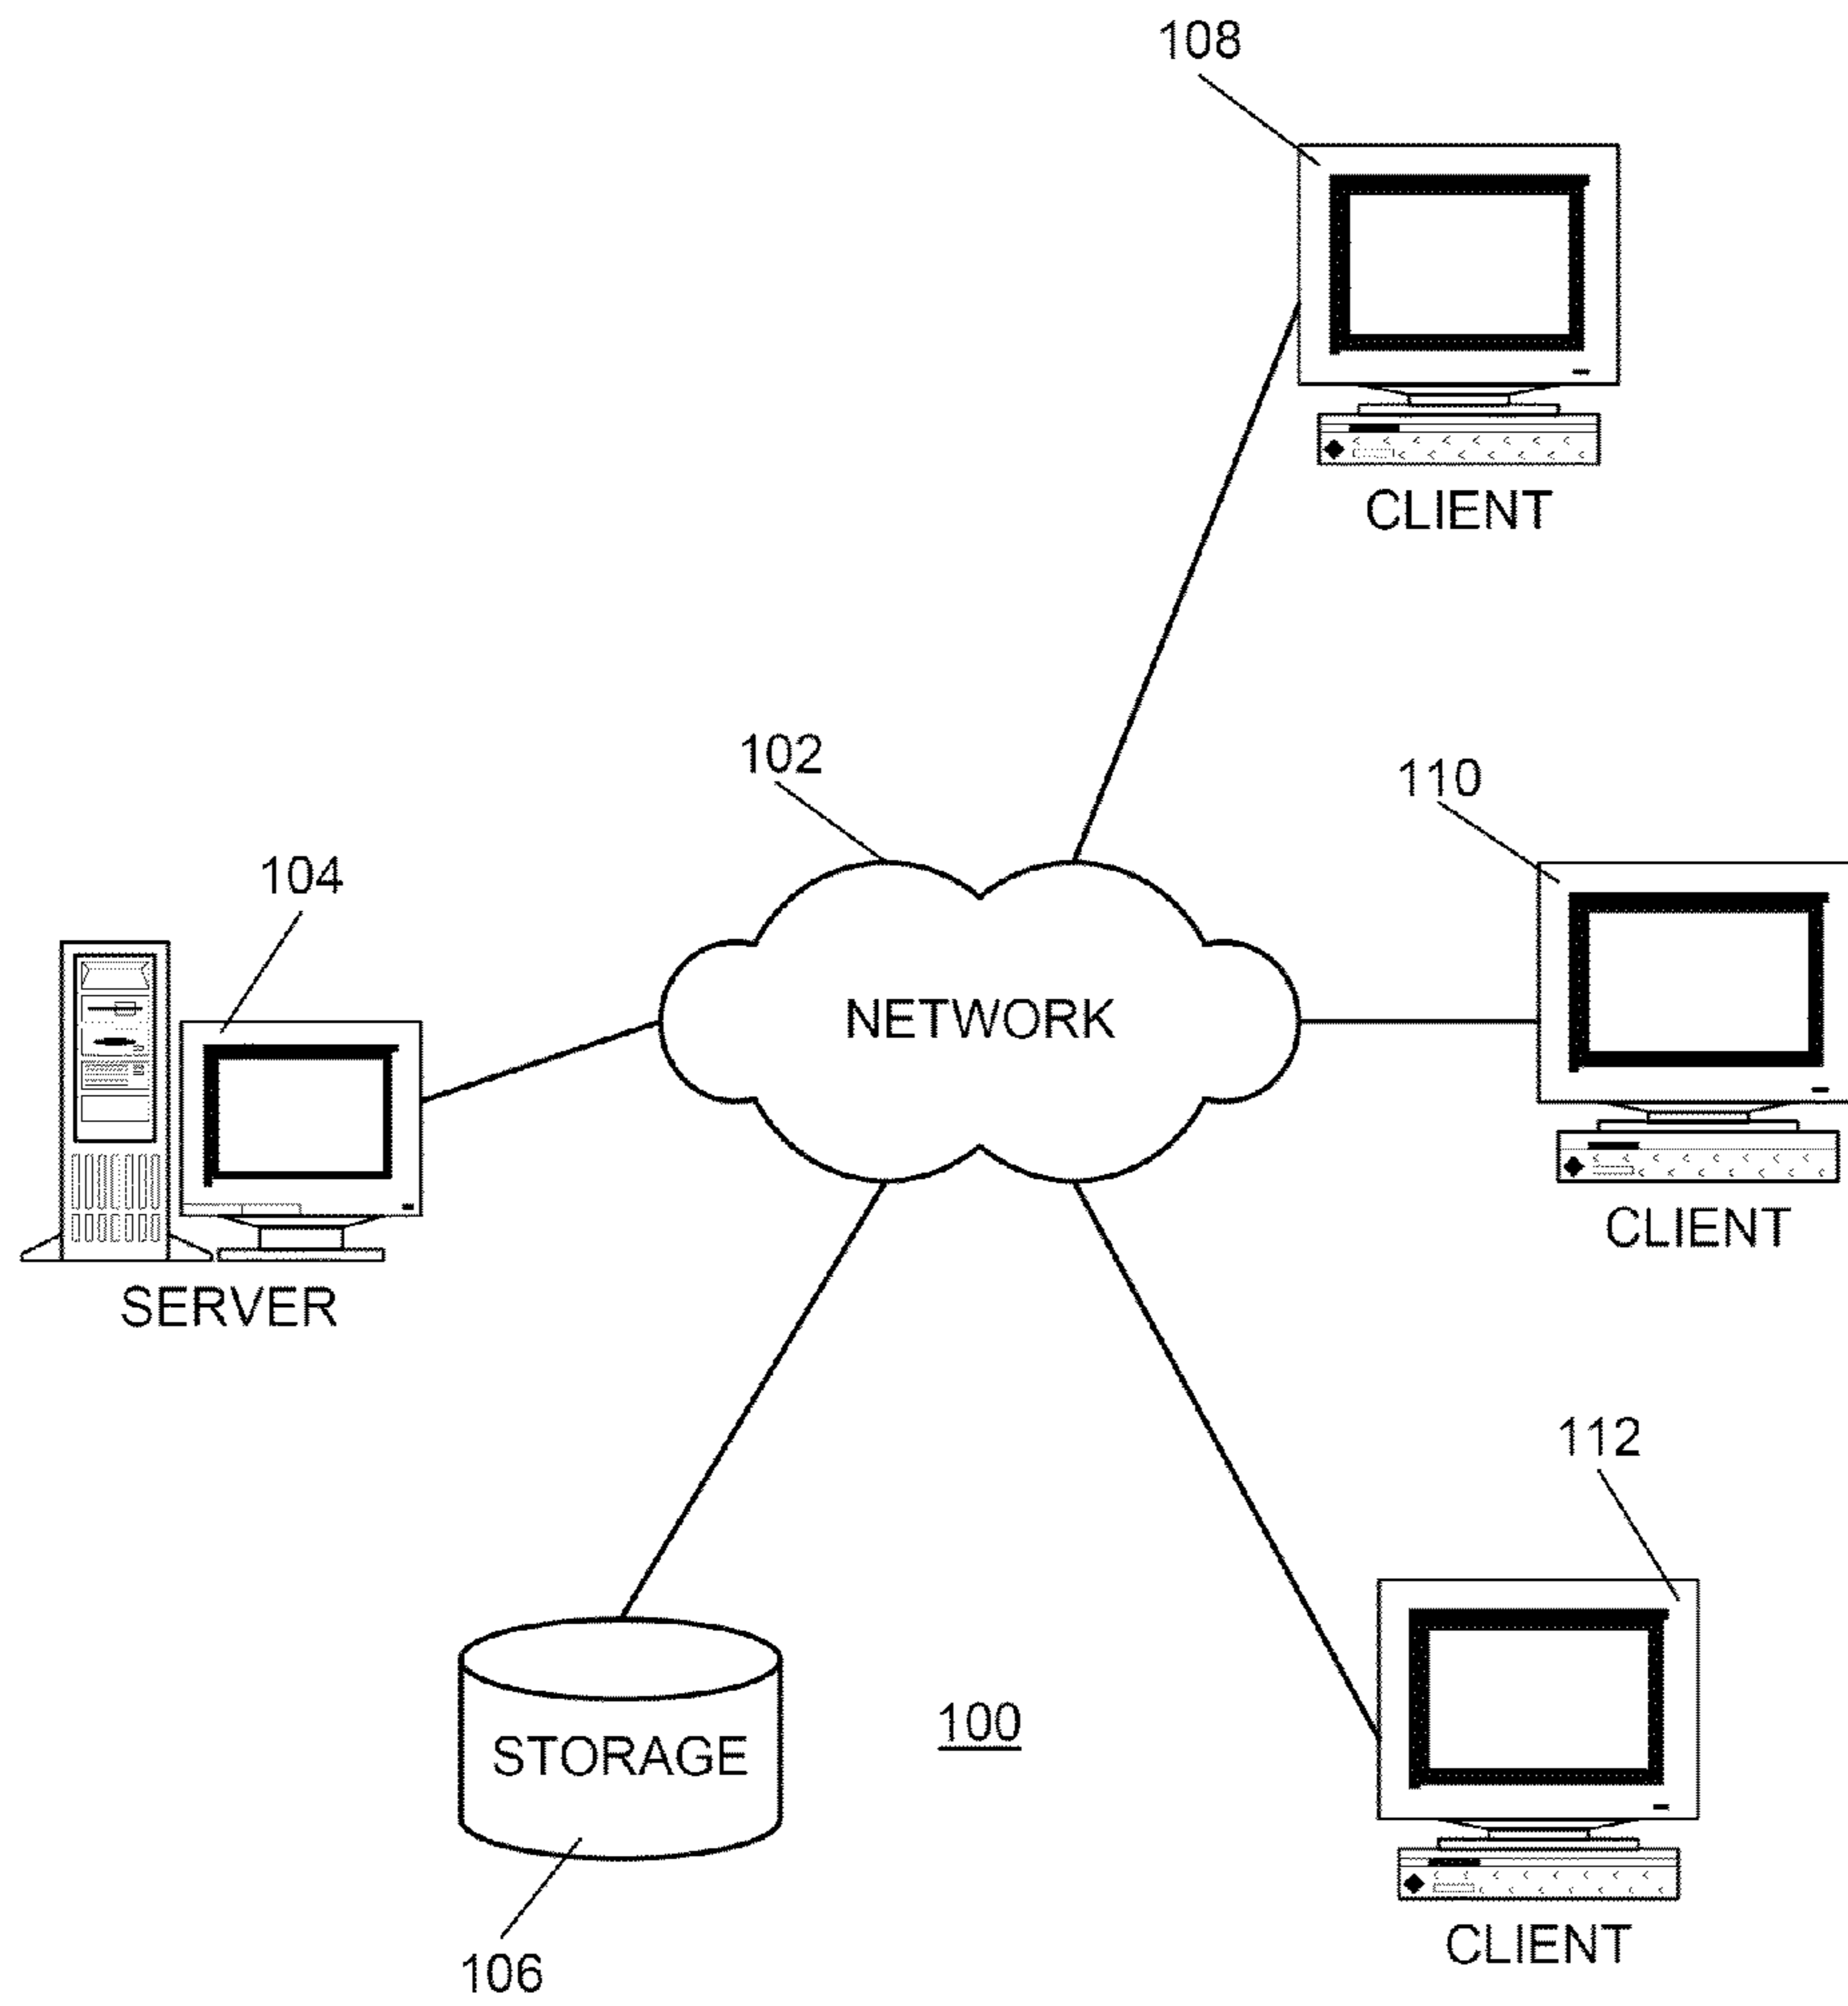 108
CLIENT
102
110
104
NETWORK
CLIENT
SERVER
112
STORAGE
100
106
CLIENT